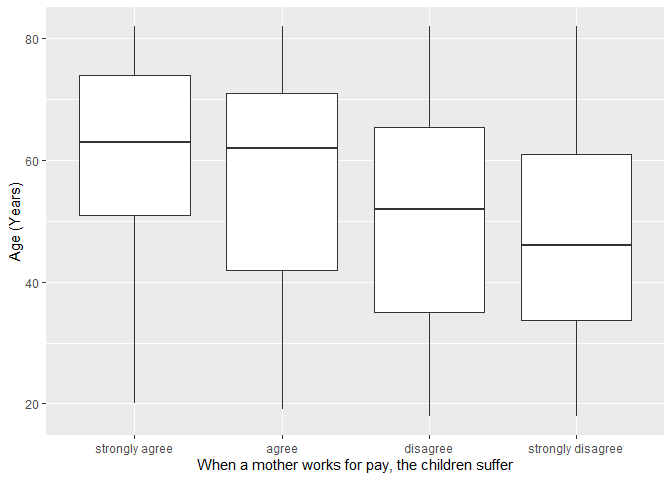 Age (Years)
80
60
40
20
strongly agree
agree
disagree
strongly disagree
When a mother works for pay, the children suffer